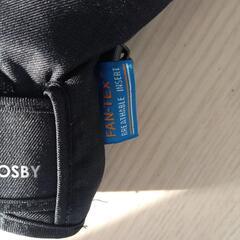 OSBY
FAN-TEX
BREATHABLE INSERT